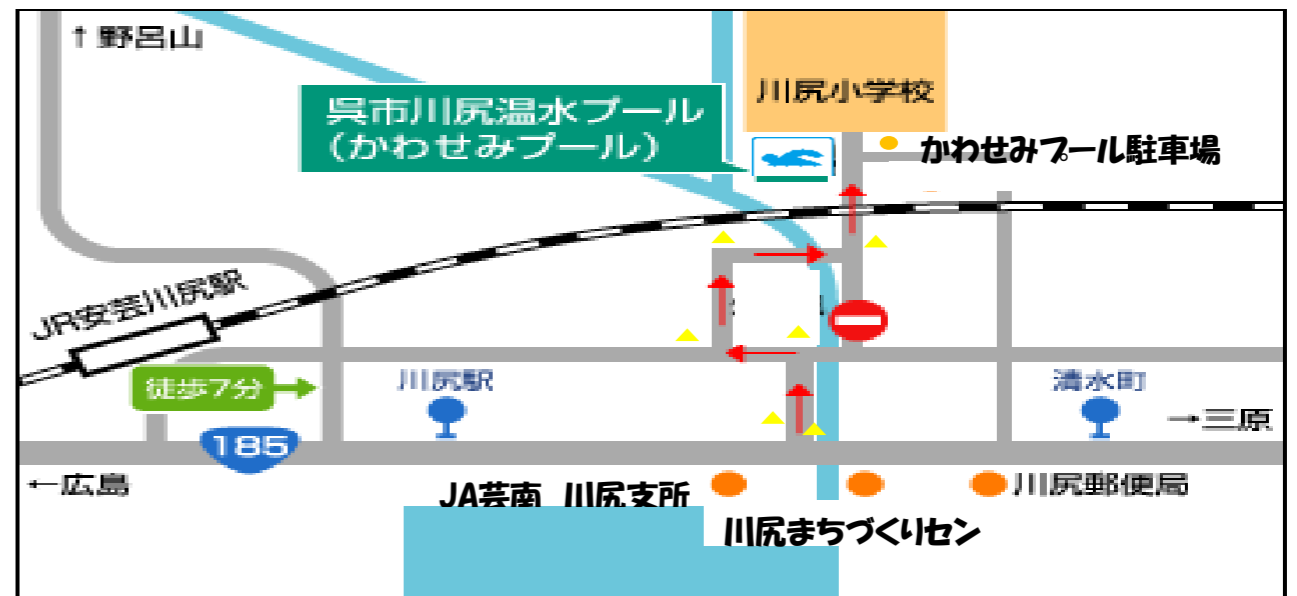 ↑野呂山
川尻小学校
呉市川尻温水プール
(かわせみプール)
かわせみプール駐車場
JR安芸川尻駅
徒歩7分→
川尻駅
清水町
185
→三原
←広島
JA芸南 川尻支所
川尻郵便局
川尻まちづくりセン